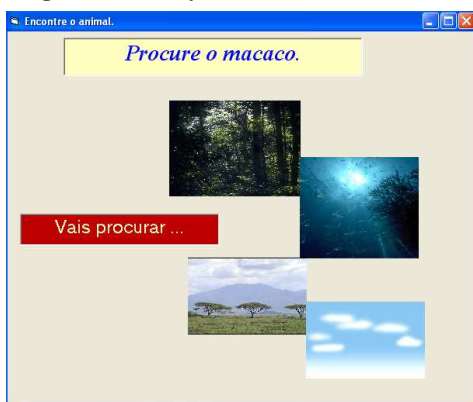 Encontre o animal.
Procure o macaco.
Vais procurar ...